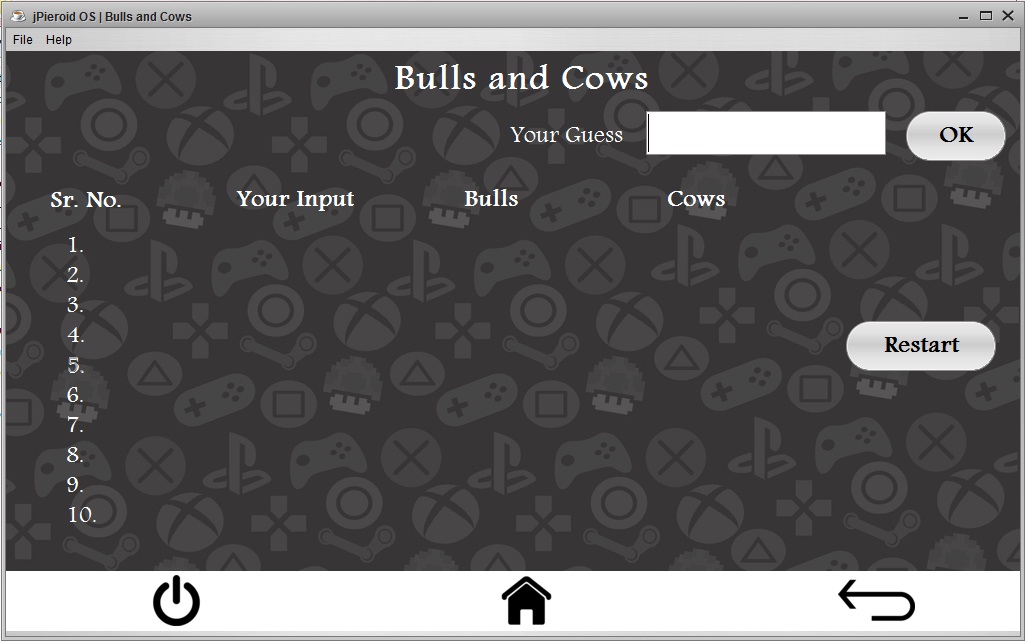 jPieroid OS | Bulls and Cows
File Help
Bulls and Cows
Your Guess OK
Sr. No. Your Input Bulls Cows
1.
2.
3.
4.
5.
6.
7.
8.
9.
10.
Restart